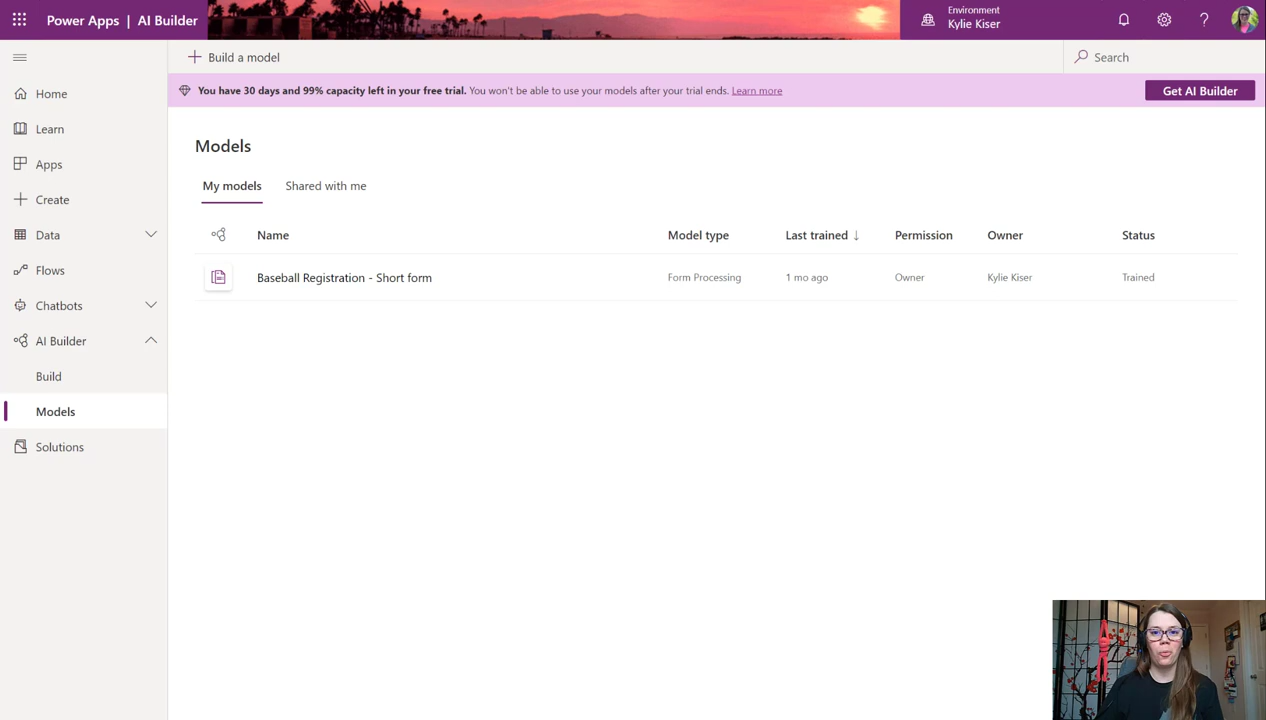 Power Apps | AI Builder
Environment
Kylie Kiser
Build a model
Search
You have 30 days and 99% capacity left in your free trial. You won't be able to use your models after your trial ends. Learn more
Get AI Builder
Home
Learn
Apps
Create
Data
Flows
Chatbots
AI Builder
Build
Models
Solutions
Models
My models
Shared with me
Name
Model type
Last trained ↓
Permission
Owner
Status
Baseball Registration - Short form
Form Processing
1 mo ago
Owner
Kylie Kiser
Trained